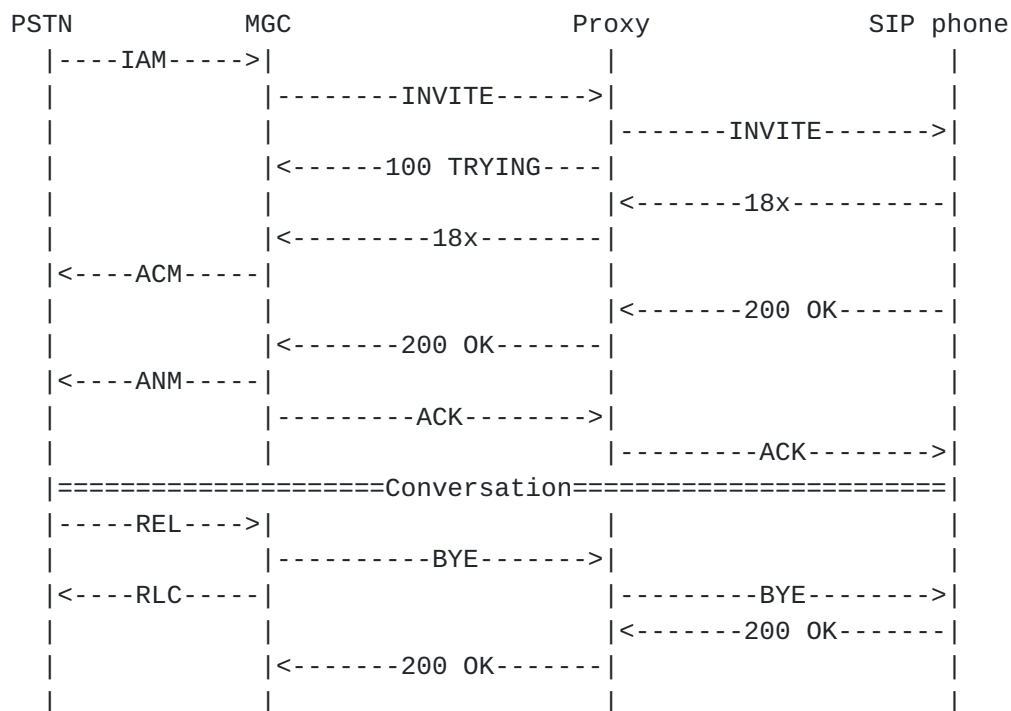 PSTN MGC Proxy SIP phone
|----IAM----->| | |
| |--------INVITE------>| |
| | |-------INVITE------->|
| |<------100 TRYING----| |
| | |<-------18x----------|
| |<---------18x--------| |
|<----ACM-----| | |
| | |<-------200 OK-------|
| |<-------200 OK-------| |
|<----ANM-----| | |
| |---------ACK-------->| |
| | |---------ACK-------->|
|=====================Conversation========================|
|-----REL---->| | |
| |----------BYE------->| |
|<----RLC-----| |---------BYE-------->|
| | |<-------200 OK-------|
| |<-------200 OK-------| |
| | | |